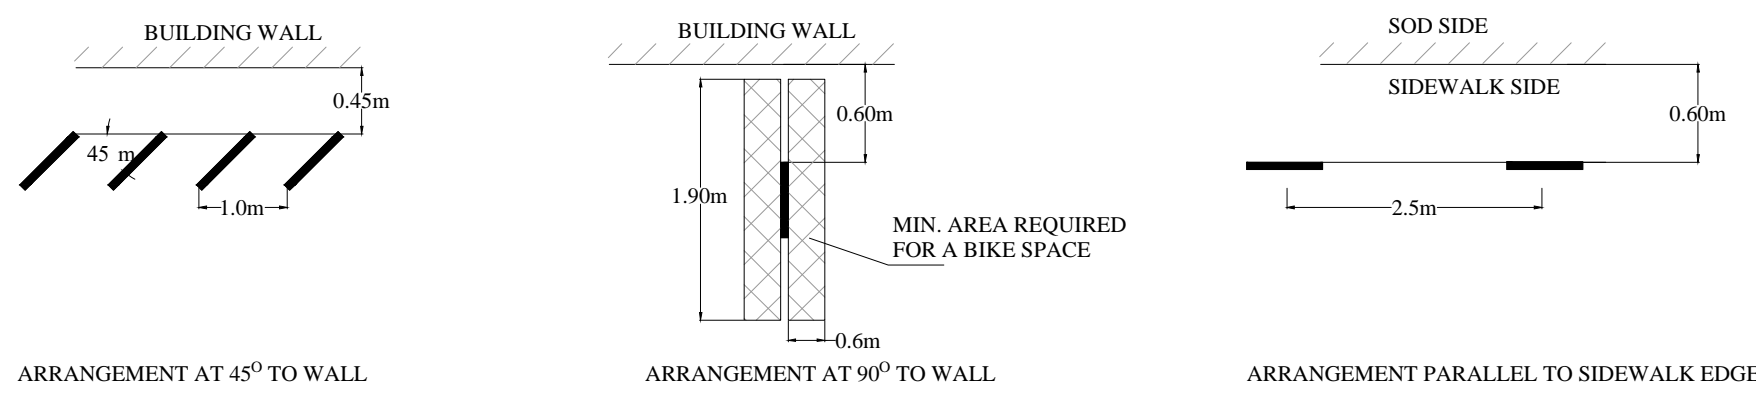 BUILDING WALL
0.45m
45 m
1.0m
ARRANGEMENT AT 45O TO WALL
BUILDING WALL
0.60m
1.90m
MIN. AREA REQUIRED
FOR A BIKE SPACE
0.6m
ARRANGEMENT AT 90O TO WALL
SOD SIDE
SIDEWALK SIDE
0.60m
2.5m
ARRANGEMENT PARALLEL TO SIDEWALK EDGE